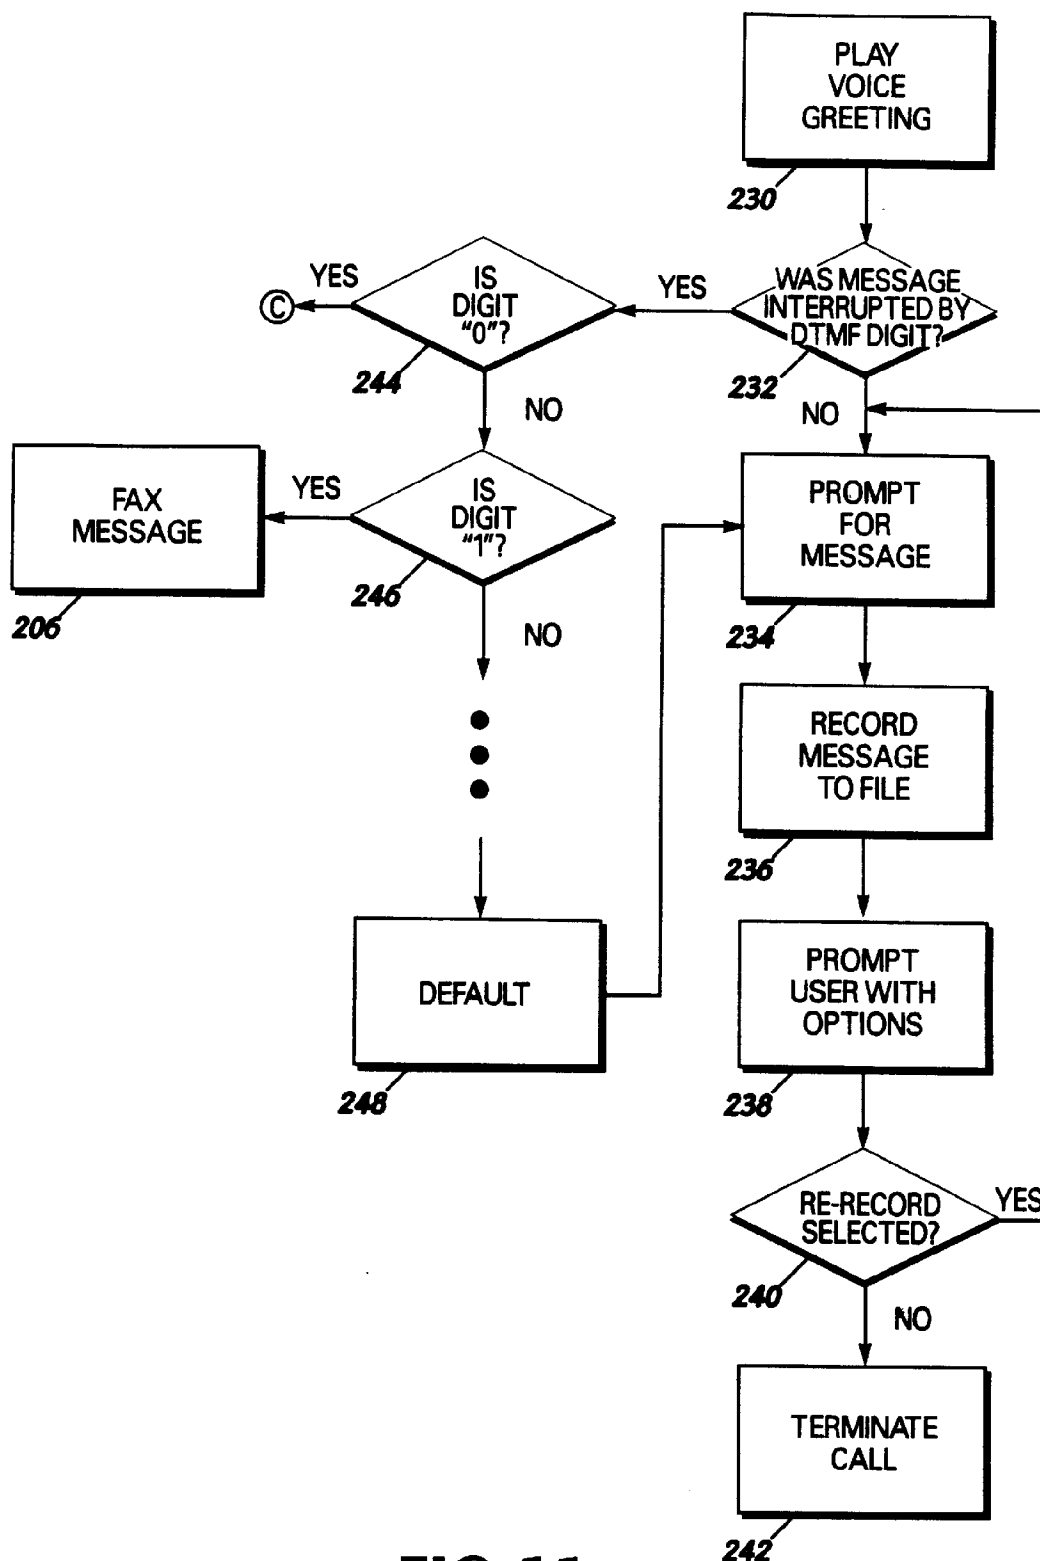 PLAY
VOICE
GREETING
230
WAS MESSAGE
INTERRUPTED BY
DTMF DIGIT?
232
YES
NO
IS
DIGIT
"0"?
244
YES
C
NO
IS
DIGIT
"1"?
246
YES
FAX
MESSAGE
206
NO
DEFAULT
248
PROMPT
FOR
MESSAGE
234
RECORD
MESSAGE
TO FILE
236
PROMPT
USER WITH
OPTIONS
238
RE-RECORD
SELECTED?
240
YES
NO
TERMINATE
CALL
242